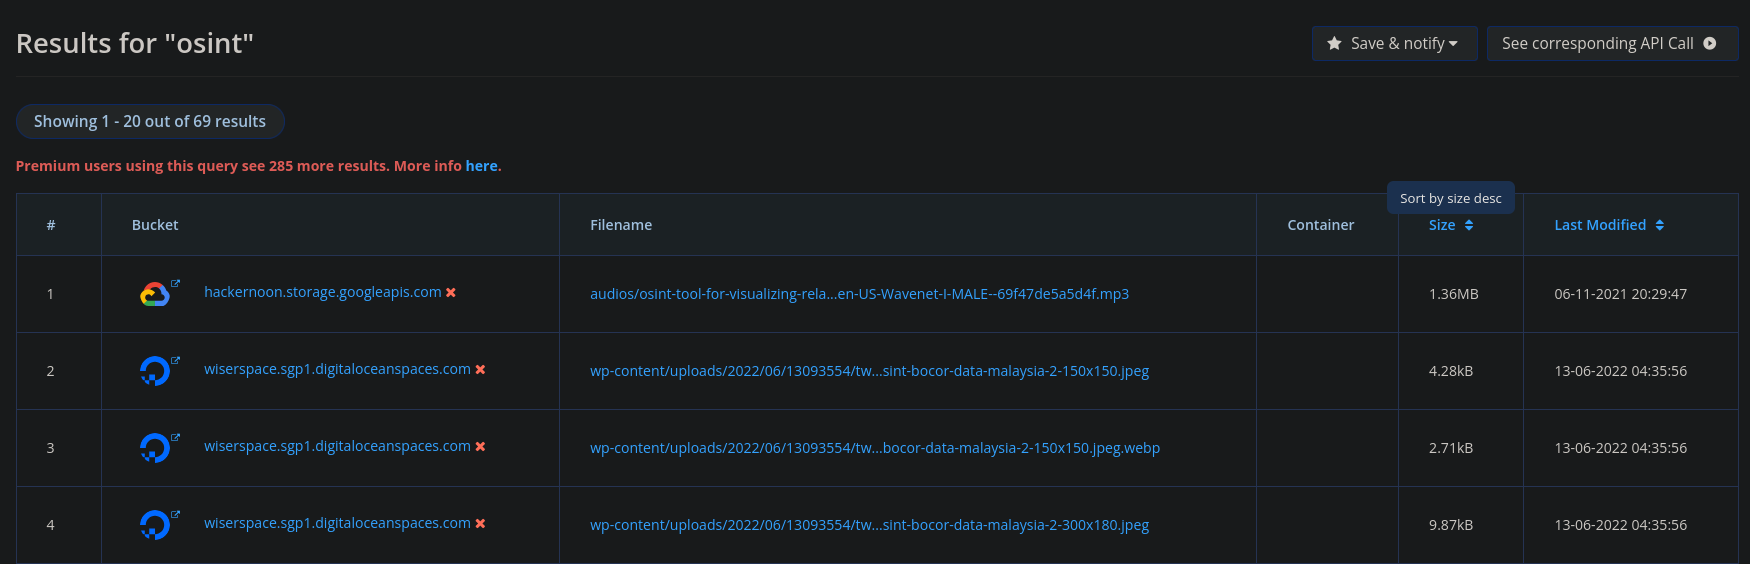 Results for "osint"
Save & notify
See corresponding API Call
Showing 1 - 20 out of 69 results
Premium users using this query see 285 more results. More info here.
Sort by size desc
# Bucket Filename Container Size Last Modified
1 hackernoon.storage.googleapis.com audios/osint-tool-for-visualizing-rela...en-US-Wavenet-I-MALE--69f47de5a5d4f.mp3 1.36MB 06-11-2021 20:29:47
2 wiserspace.sgp1.digitaloceanspaces.com wp-content/uploads/2022/06/13093554/tw...sint-bocor-data-malaysia-2-150x150.jpeg 4.28kB 13-06-2022 04:35:56
3 wiserspace.sgp1.digitaloceanspaces.com wp-content/uploads/2022/06/13093554/tw...bocor-data-malaysia-2-150x150.jpeg.webp 2.71kB 13-06-2022 04:35:56
4 wiserspace.sgp1.digitaloceanspaces.com wp-content/uploads/2022/06/13093554/tw...sint-bocor-data-malaysia-2-300x180.jpeg 9.87kB 13-06-2022 04:35:56